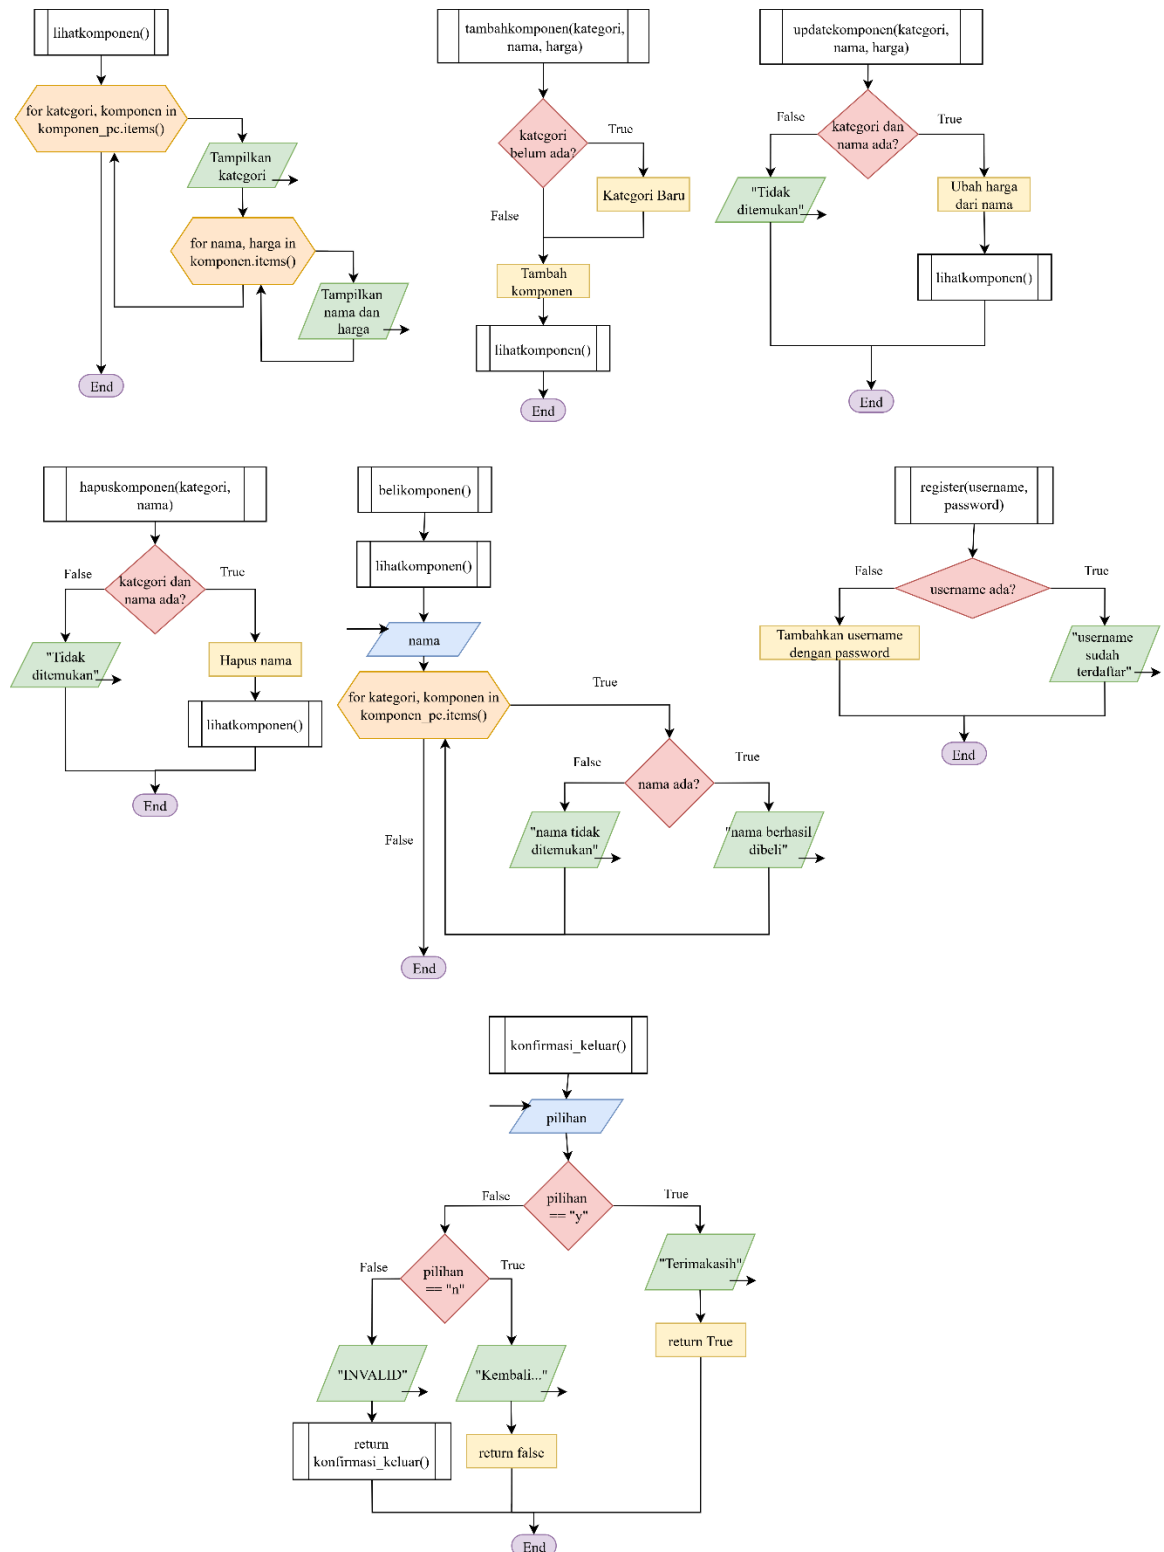 lihatkomponen()
for kategori, komponen in
komponen_pc.items()
Tampilkan
kategori
for nama, harga in
komponen.items()
Tampilkan
nama dan
harga
End
tambahkomponen(kategori,
nama, harga)
kategori
belum ada?
True
Kategori Baru
False
Tambah
komponen
lihatkomponen()
End
updatekomponen(kategori,
nama, harga)
False
kategori dan
nama ada?
True
"Tidak
ditemukan"
Ubah harga
dari nama
lihatkomponen()
End
hapuskomponen(kategori,
nama)
False
kategori dan
nama ada?
True
"Tidak
ditemukan"
Hapus nama
lihatkomponen()
End
belikomponen()
lihatkomponen()
nama
for kategori, komponen in
komponen_pc.items()
True
False
nama ada?
True
"nama tidak
ditemukan"
"nama berhasil
dibeli"
False
End
register(username,
password)
False
username ada?
True
Tambahkan username
dengan password
"username
sudah
terdaftar"
End
konfirmasi_keluar()
pilihan
False
pilihan
== "y"
True
False
pilihan
== "n"
True
"Terimakasih"
return True
"INVALID"
"Kembali..."
return
konfirmasi_keluar()
return false
End